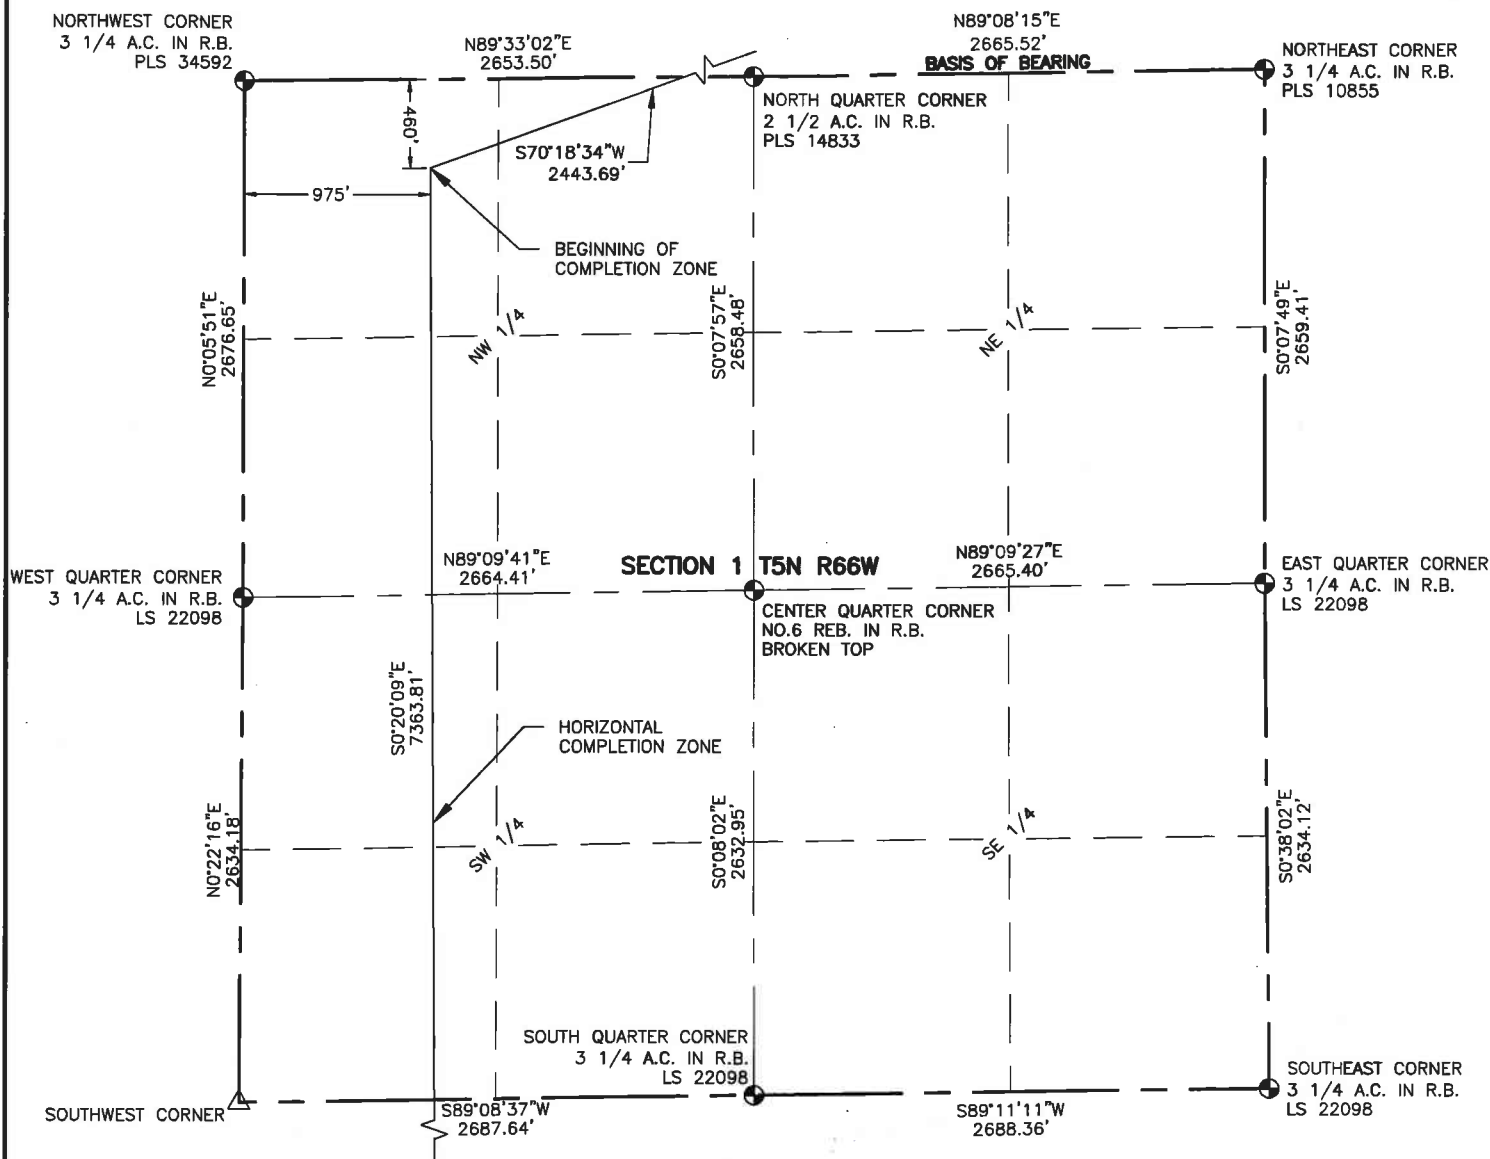 NORTHWEST CORNER
3 1/4 A.C. IN R.B.
PLS 34592
N89°33'02"E
2653.50'
N89°08'15"E
2665.52'
BASIS OF BEARING
NORTHEAST CORNER
3 1/4 A.C. IN R.B.
PLS 10855
NORTH QUARTER CORNER
2 1/2 A.C. IN R.B.
PLS 14833
460'
S70°18'34"W
2443.69'
975'
BEGINNING OF
COMPLETION ZONE
N0°05'51"E
2676.65'
NW 1/4
S0°07'57"E
2658.48'
NE 1/4
S0°07'49"E
2659.41'
N89°09'41"E
2664.41'
SECTION 1 T5N R66W
N89°09'27"E
2665.40'
WEST QUARTER CORNER
3 1/4 A.C. IN R.B.
LS 22098
EAST QUARTER CORNER
3 1/4 A.C. IN R.B.
LS 22098
CENTER QUARTER CORNER
NO.6 REB. IN R.B.
BROKEN TOP
S0°20'09"E
7363.81'
HORIZONTAL
COMPLETION ZONE
N0°22'16"E
2634.18'
SW 1/4
S0°08'02"E
2632.95'
SE 1/4
S0°38'02"E
2634.12'
SOUTH QUARTER CORNER
3 1/4 A.C. IN R.B.
LS 22098
SOUTHWEST CORNER
S89°08'37"W
2687.64'
S89°11'11"W
2688.36'
SOUTHEAST CORNER
3 1/4 A.C. IN R.B.
LS 22098